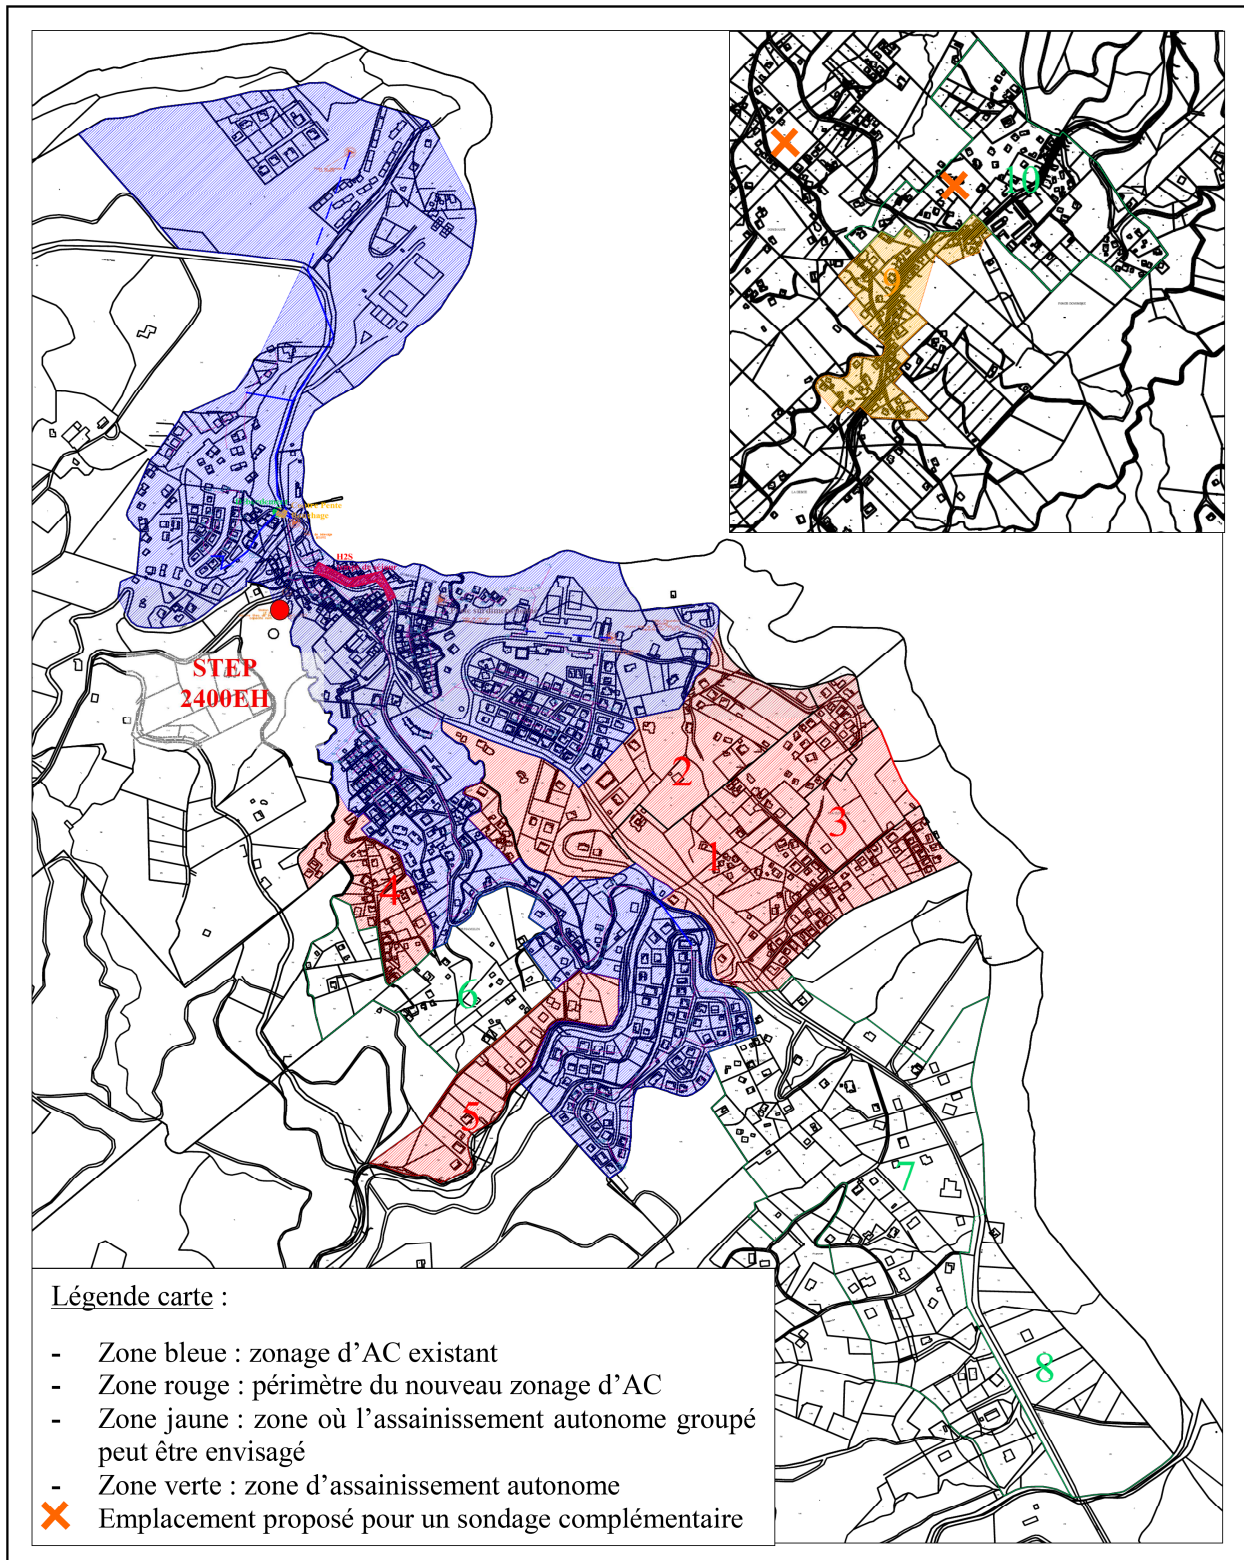 10
9
H2S
STEP
2400EH
2
3
1
4
6
5
7
8
Légende carte :
- Zone bleue : zonage d’AC existant
- Zone rouge : périmètre du nouveau zonage d’AC
- Zone jaune : zone où l’assainissement autonome groupé
peut être envisagé
- Zone verte : zone d’assainissement autonome
Emplacement proposé pour un sondage complémentaire